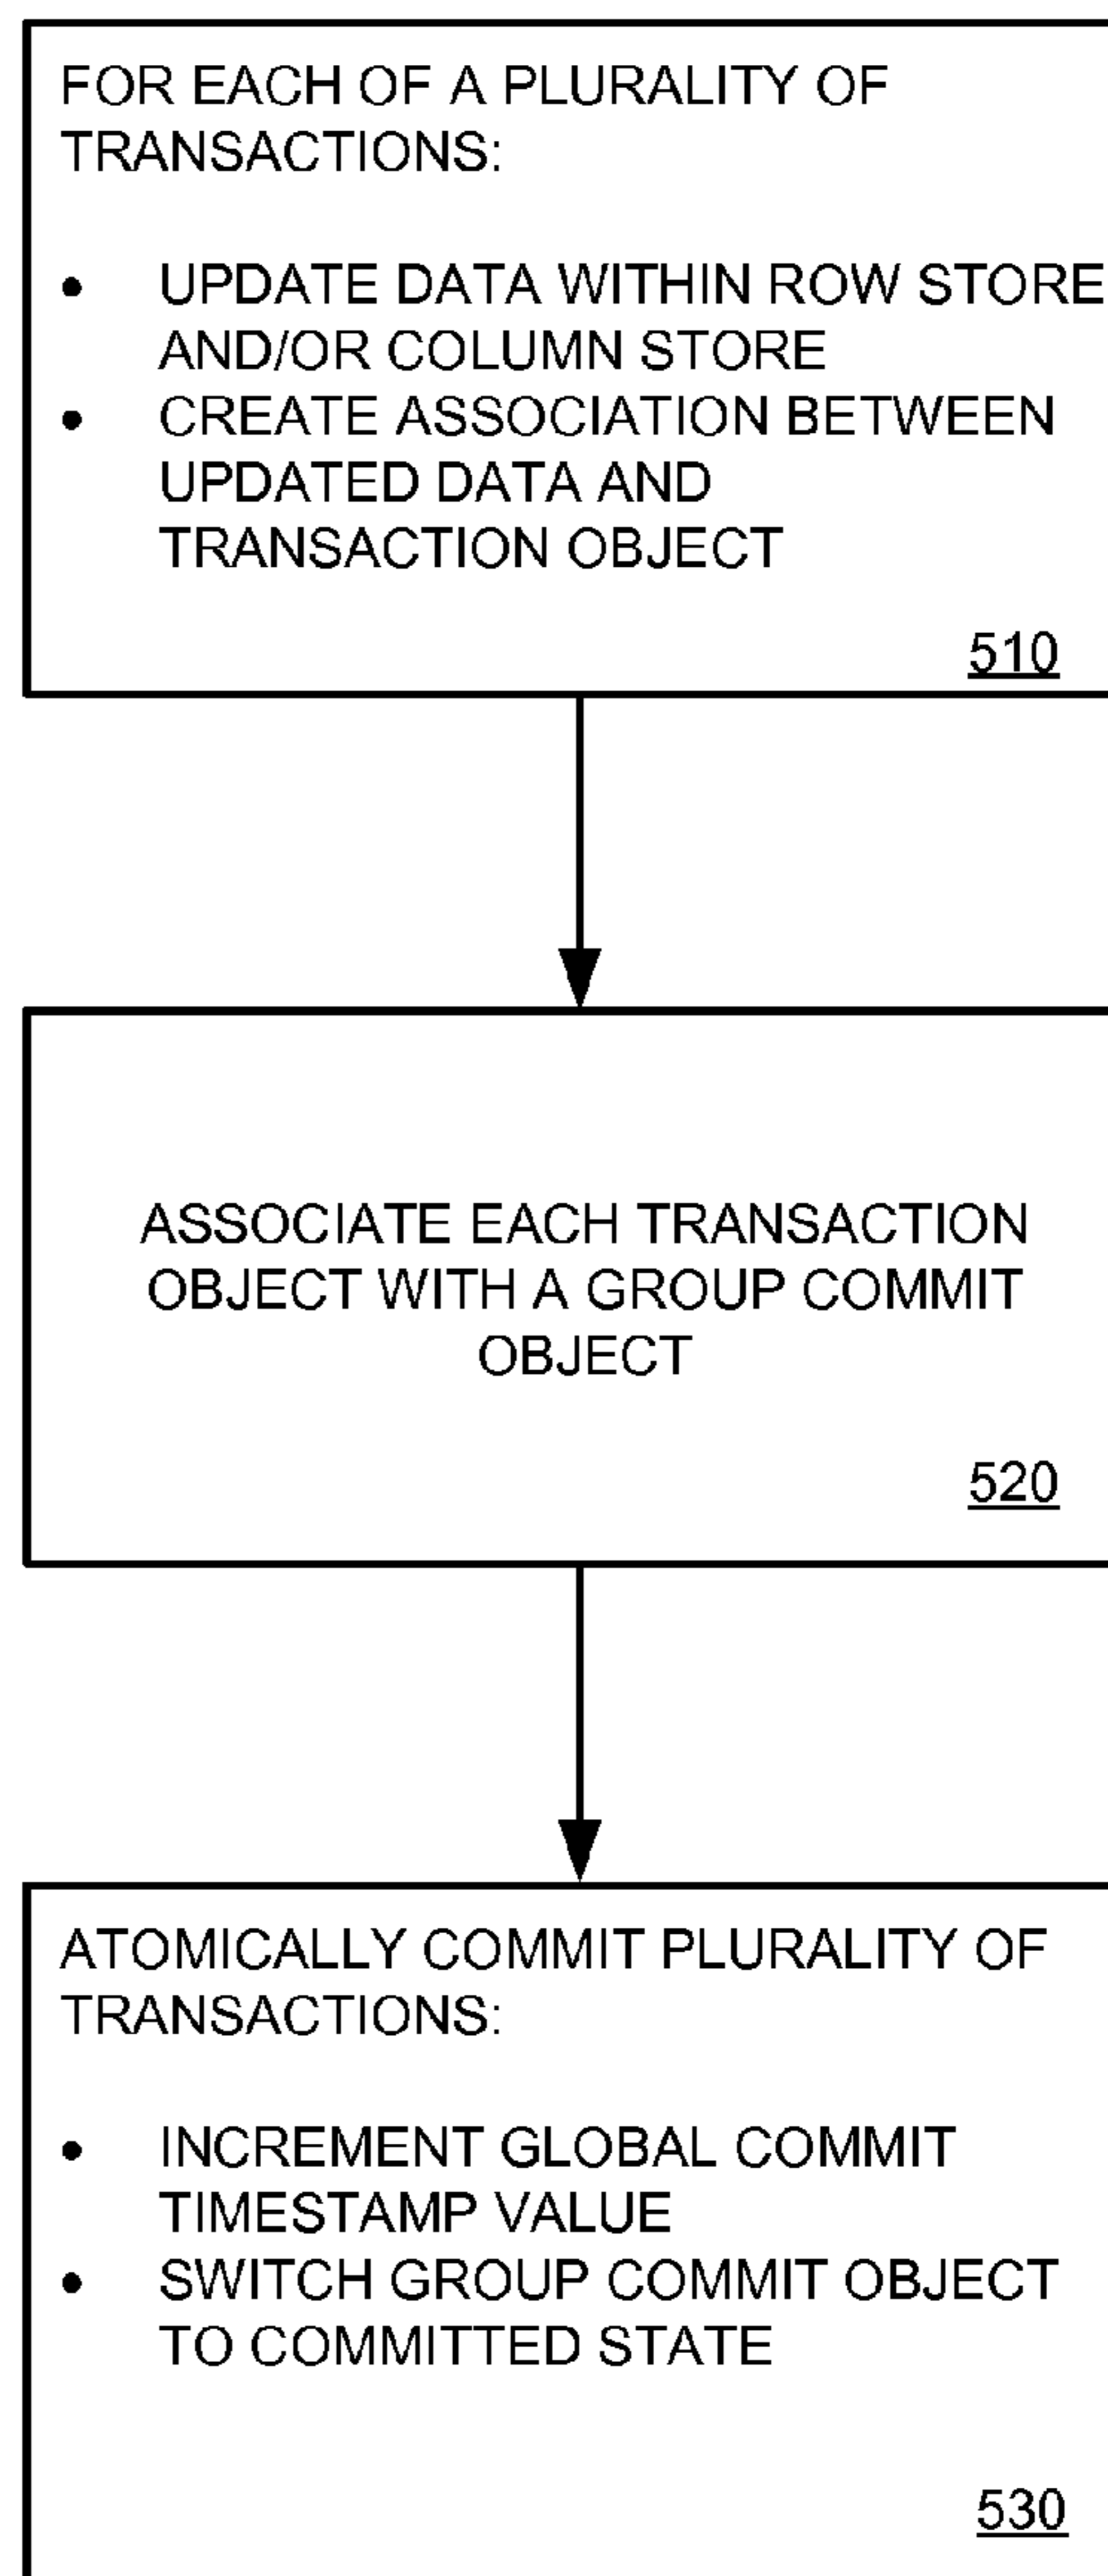 FOR EACH OF A PLURALITY OF
TRANSACTIONS:
• UPDATE DATA WITHIN ROW STORE
AND/OR COLUMN STORE
• CREATE ASSOCIATION BETWEEN
UPDATED DATA AND
TRANSACTION OBJECT
510
ASSOCIATE EACH TRANSACTION
OBJECT WITH A GROUP COMMIT
OBJECT
520
ATOMICALLY COMMIT PLURALITY OF
TRANSACTIONS:
• INCREMENT GLOBAL COMMIT
TIMESTAMP VALUE
• SWITCH GROUP COMMIT OBJECT
TO COMMITTED STATE
530